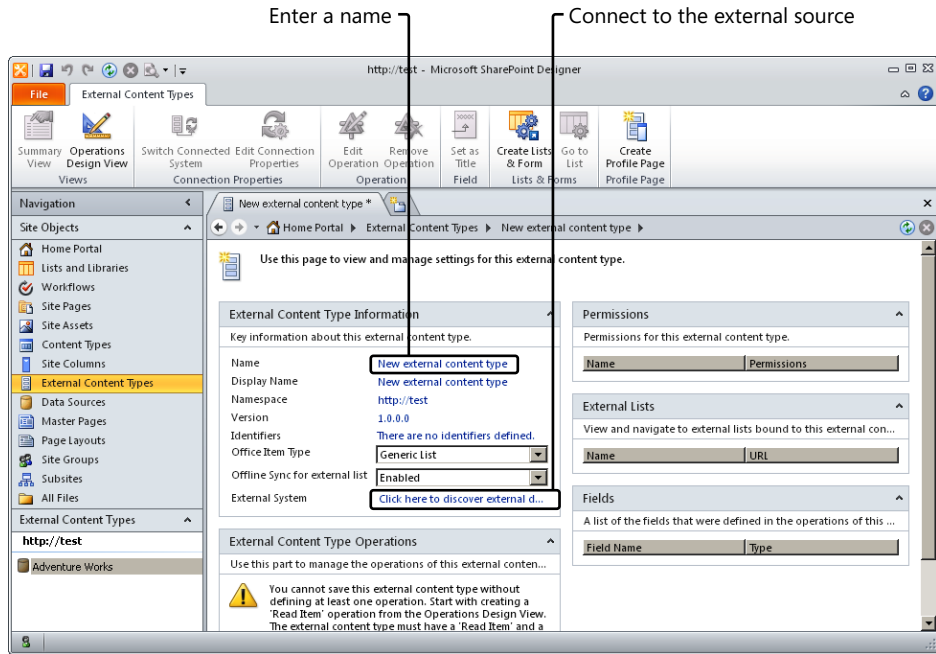 Enter a name
Connect to the external source
http://test - Microsoft SharePoint Designer
File
External Content Types
Summary View
Operations Design View
Switch Connected System
Edit Connection Properties
Edit Operation
Remove Operation
Set as Title
Create Lists & Form
Go to List
Create Profile Page
Views
Connection Properties
Operation
Field
Lists & Forms
Profile Page
Navigation
New external content type *
Site Objects
Home Portal
External Content Types
New external content type
Home Portal
Lists and Libraries
Workflows
Site Pages
Site Assets
Content Types
Site Columns
External Content Types
Data Sources
Master Pages
Page Layouts
Site Groups
Subsites
All Files
External Content Types
http://test
Adventure Works
Use this page to view and manage settings for this external content type.
External Content Type Information
Key information about this external content type.
Name New external content type
Display Name New external content type
Namespace http://test
Version 1.0.0.0
Identifiers There are no identifiers defined.
Office Item Type Generic List
Offline Sync for external list Enabled
External System Click here to discover external d...
External Content Type Operations
Use this part to manage the operations of this external conten...
You cannot save this external content type without
defining at least one operation. Start with creating a
'Read Item' operation from the Operations Design View.
The external content type must have a 'Read Item' and a
Permissions
Permissions for this external content type.
Name Permissions
External Lists
View and navigate to external lists bound to this external con...
Name URL
Fields
A list of the fields that were defined in the operations of this ...
Field Name Type